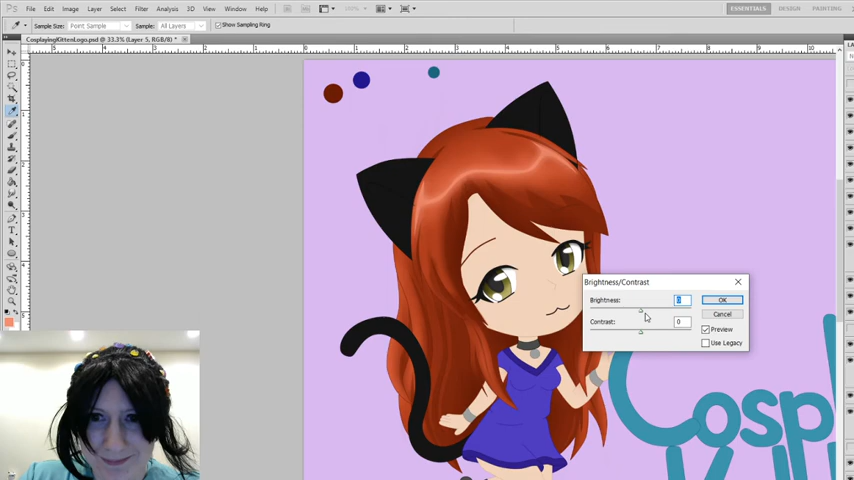 File Edit Image Layer Select Filter Analysis 3D View Window Help
ESSENTIALS DESIGN PAINTING
Sample Size: Point Sample Sample: All Layers Show Sampling Ring
CosplayingKittenLogo.psd @ 33.3% (Layer 5, RGB/8) *
Brightness/Contrast
Brightness: 0 OK
Cancel
Contrast: 0
Preview
Use Legacy
Cospl